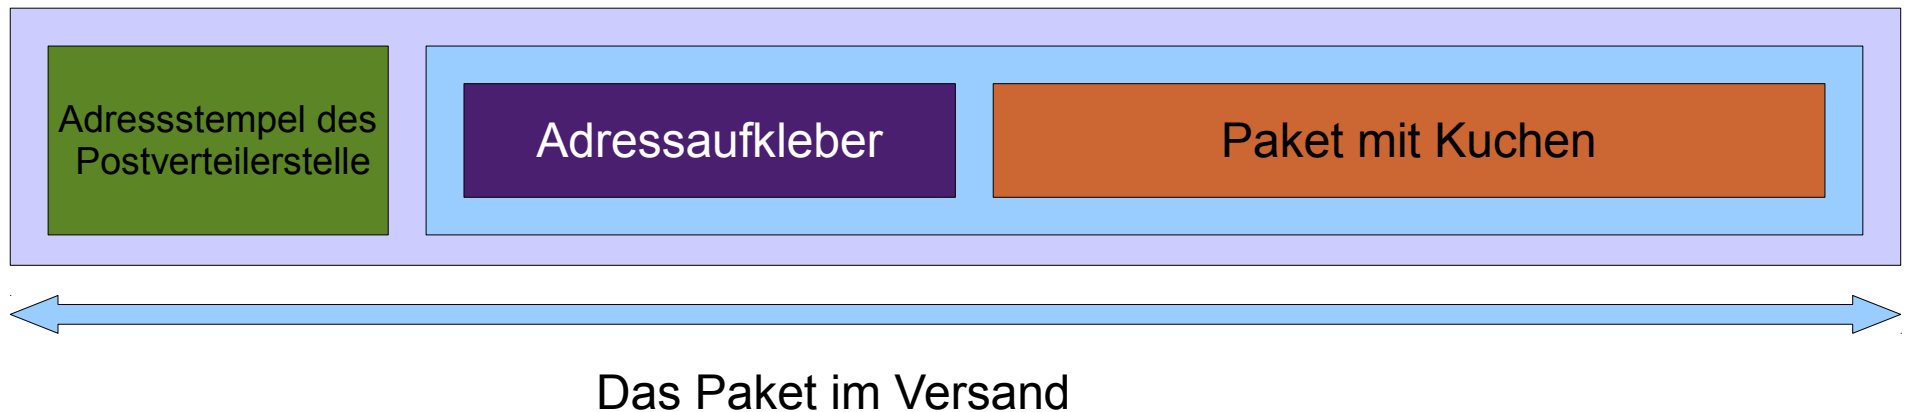 Adressstempel des
Postverteilerstelle
Adressaufkleber
Paket mit Kuchen
Das Paket im Versand